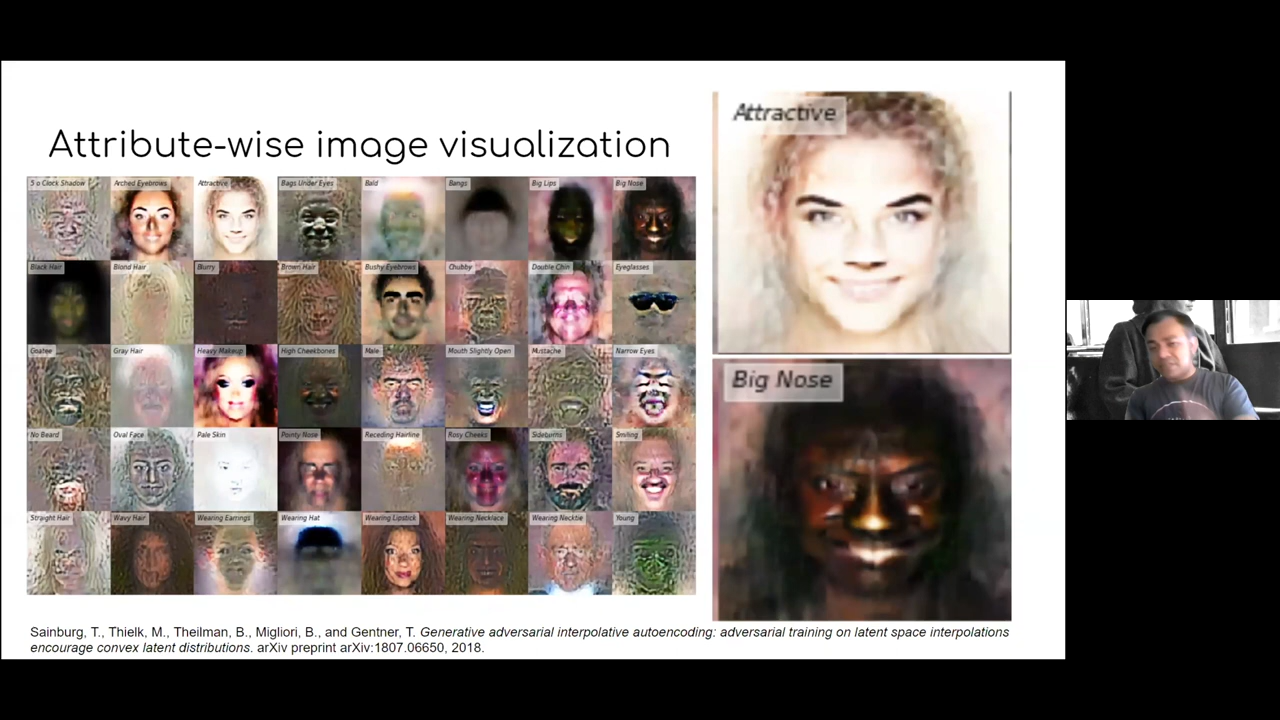 Attribute-wise image visualization
5 o Clock Shadow
Arched Eyebrows
Attractive
Bags Under Eyes
Bald
Bangs
Big Lips
Big Nose
Black Hair
Blond Hair
Blurry
Brown Hair
Bushy Eyebrows
Chubby
Double Chin
Eyeglasses
Goatee
Gray Hair
Heavy Makeup
High Cheekbones
Male
Mouth Slightly Open
Mustache
Narrow Eyes
No Beard
Oval Face
Pale Skin
Pointy Nose
Receding Hairline
Rosy Cheeks
Sideburns
Smiling
Straight Hair
Wavy Hair
Wearing Earrings
Wearing Hat
Wearing Lipstick
Wearing Necklace
Wearing Necktie
Young
Attractive
Big Nose
Sainburg, T., Thielk, M., Theilman, B., Migliori, B., and Gentner, T. Generative adversarial interpolative autoencoding: adversarial training on latent space interpolations
encourage convex latent distributions. arXiv preprint arXiv:1807.06650, 2018.